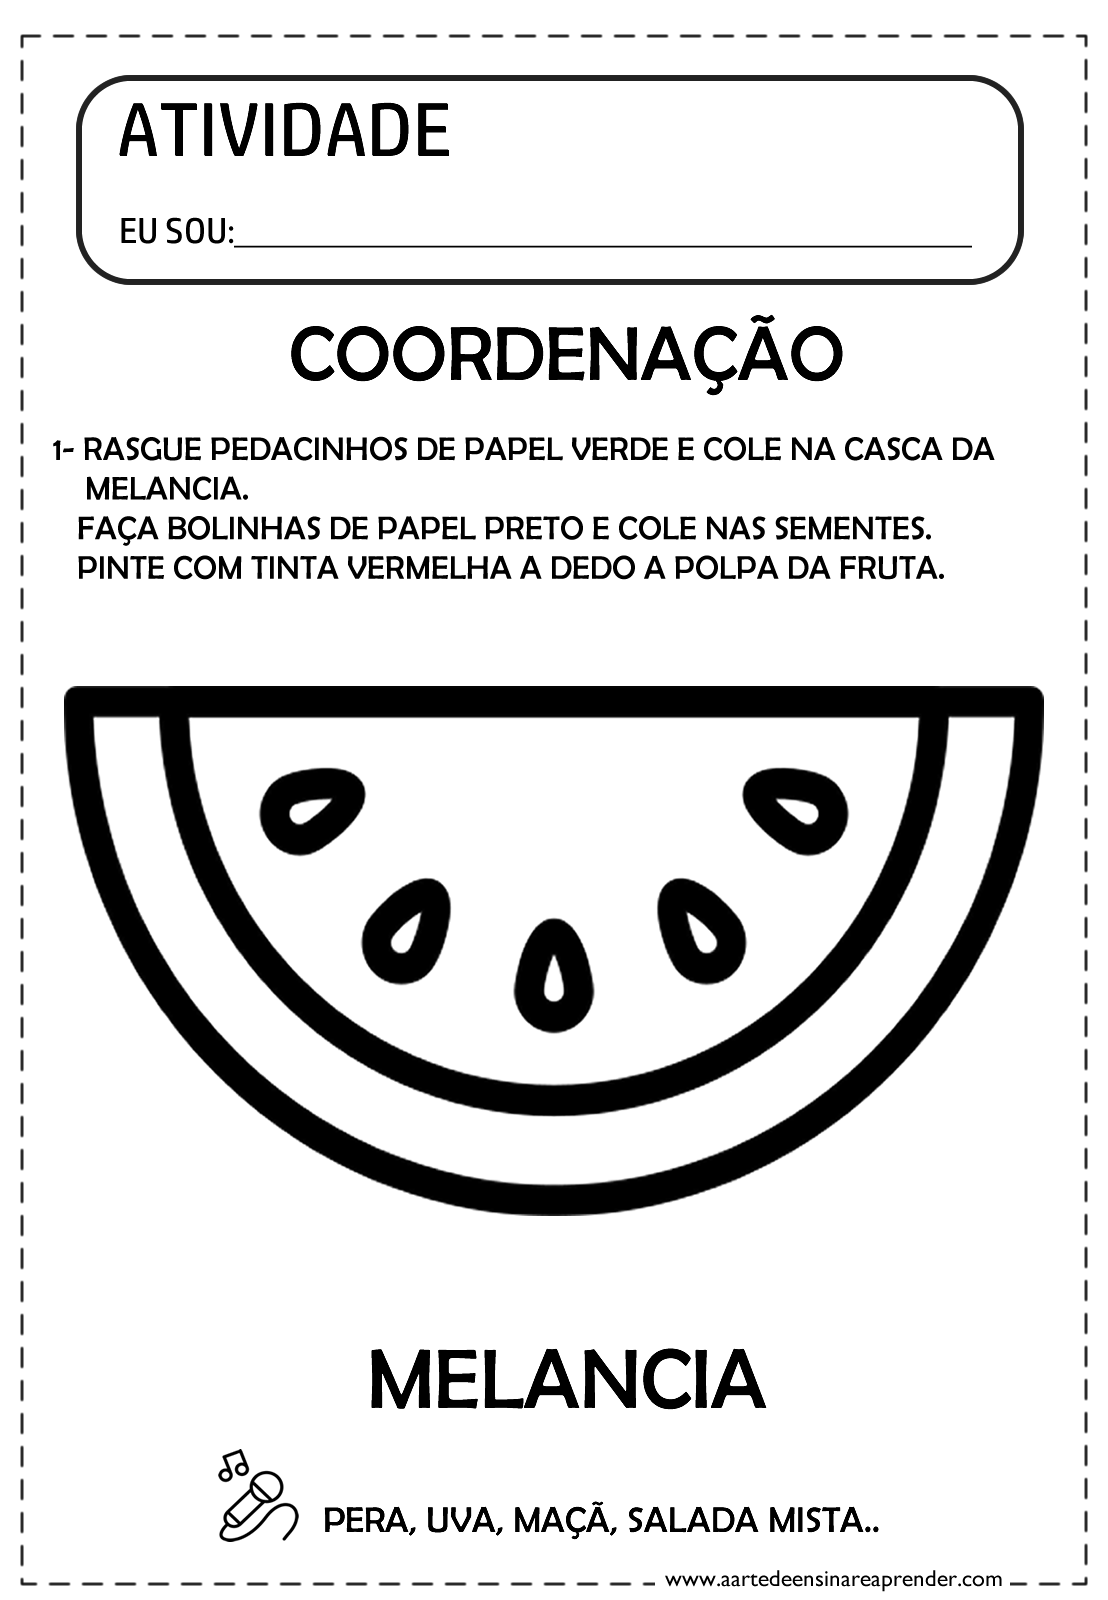 ATIVIDADE
EU SOU:
COORDENAÇÃO
1- RASGUE PEDACINHOS DE PAPEL VERDE E COLE NA CASCA DA
MELANCIA.
FAÇA BOLINHAS DE PAPEL PRETO E COLE NAS SEMENTES.
PINTE COM TINTA VERMELHA A DEDO A POLPA DA FRUTA.
MELANCIA
PERA, UVA, MAÇÃ, SALADA MISTA..
www.aartedeensinareaprender.com